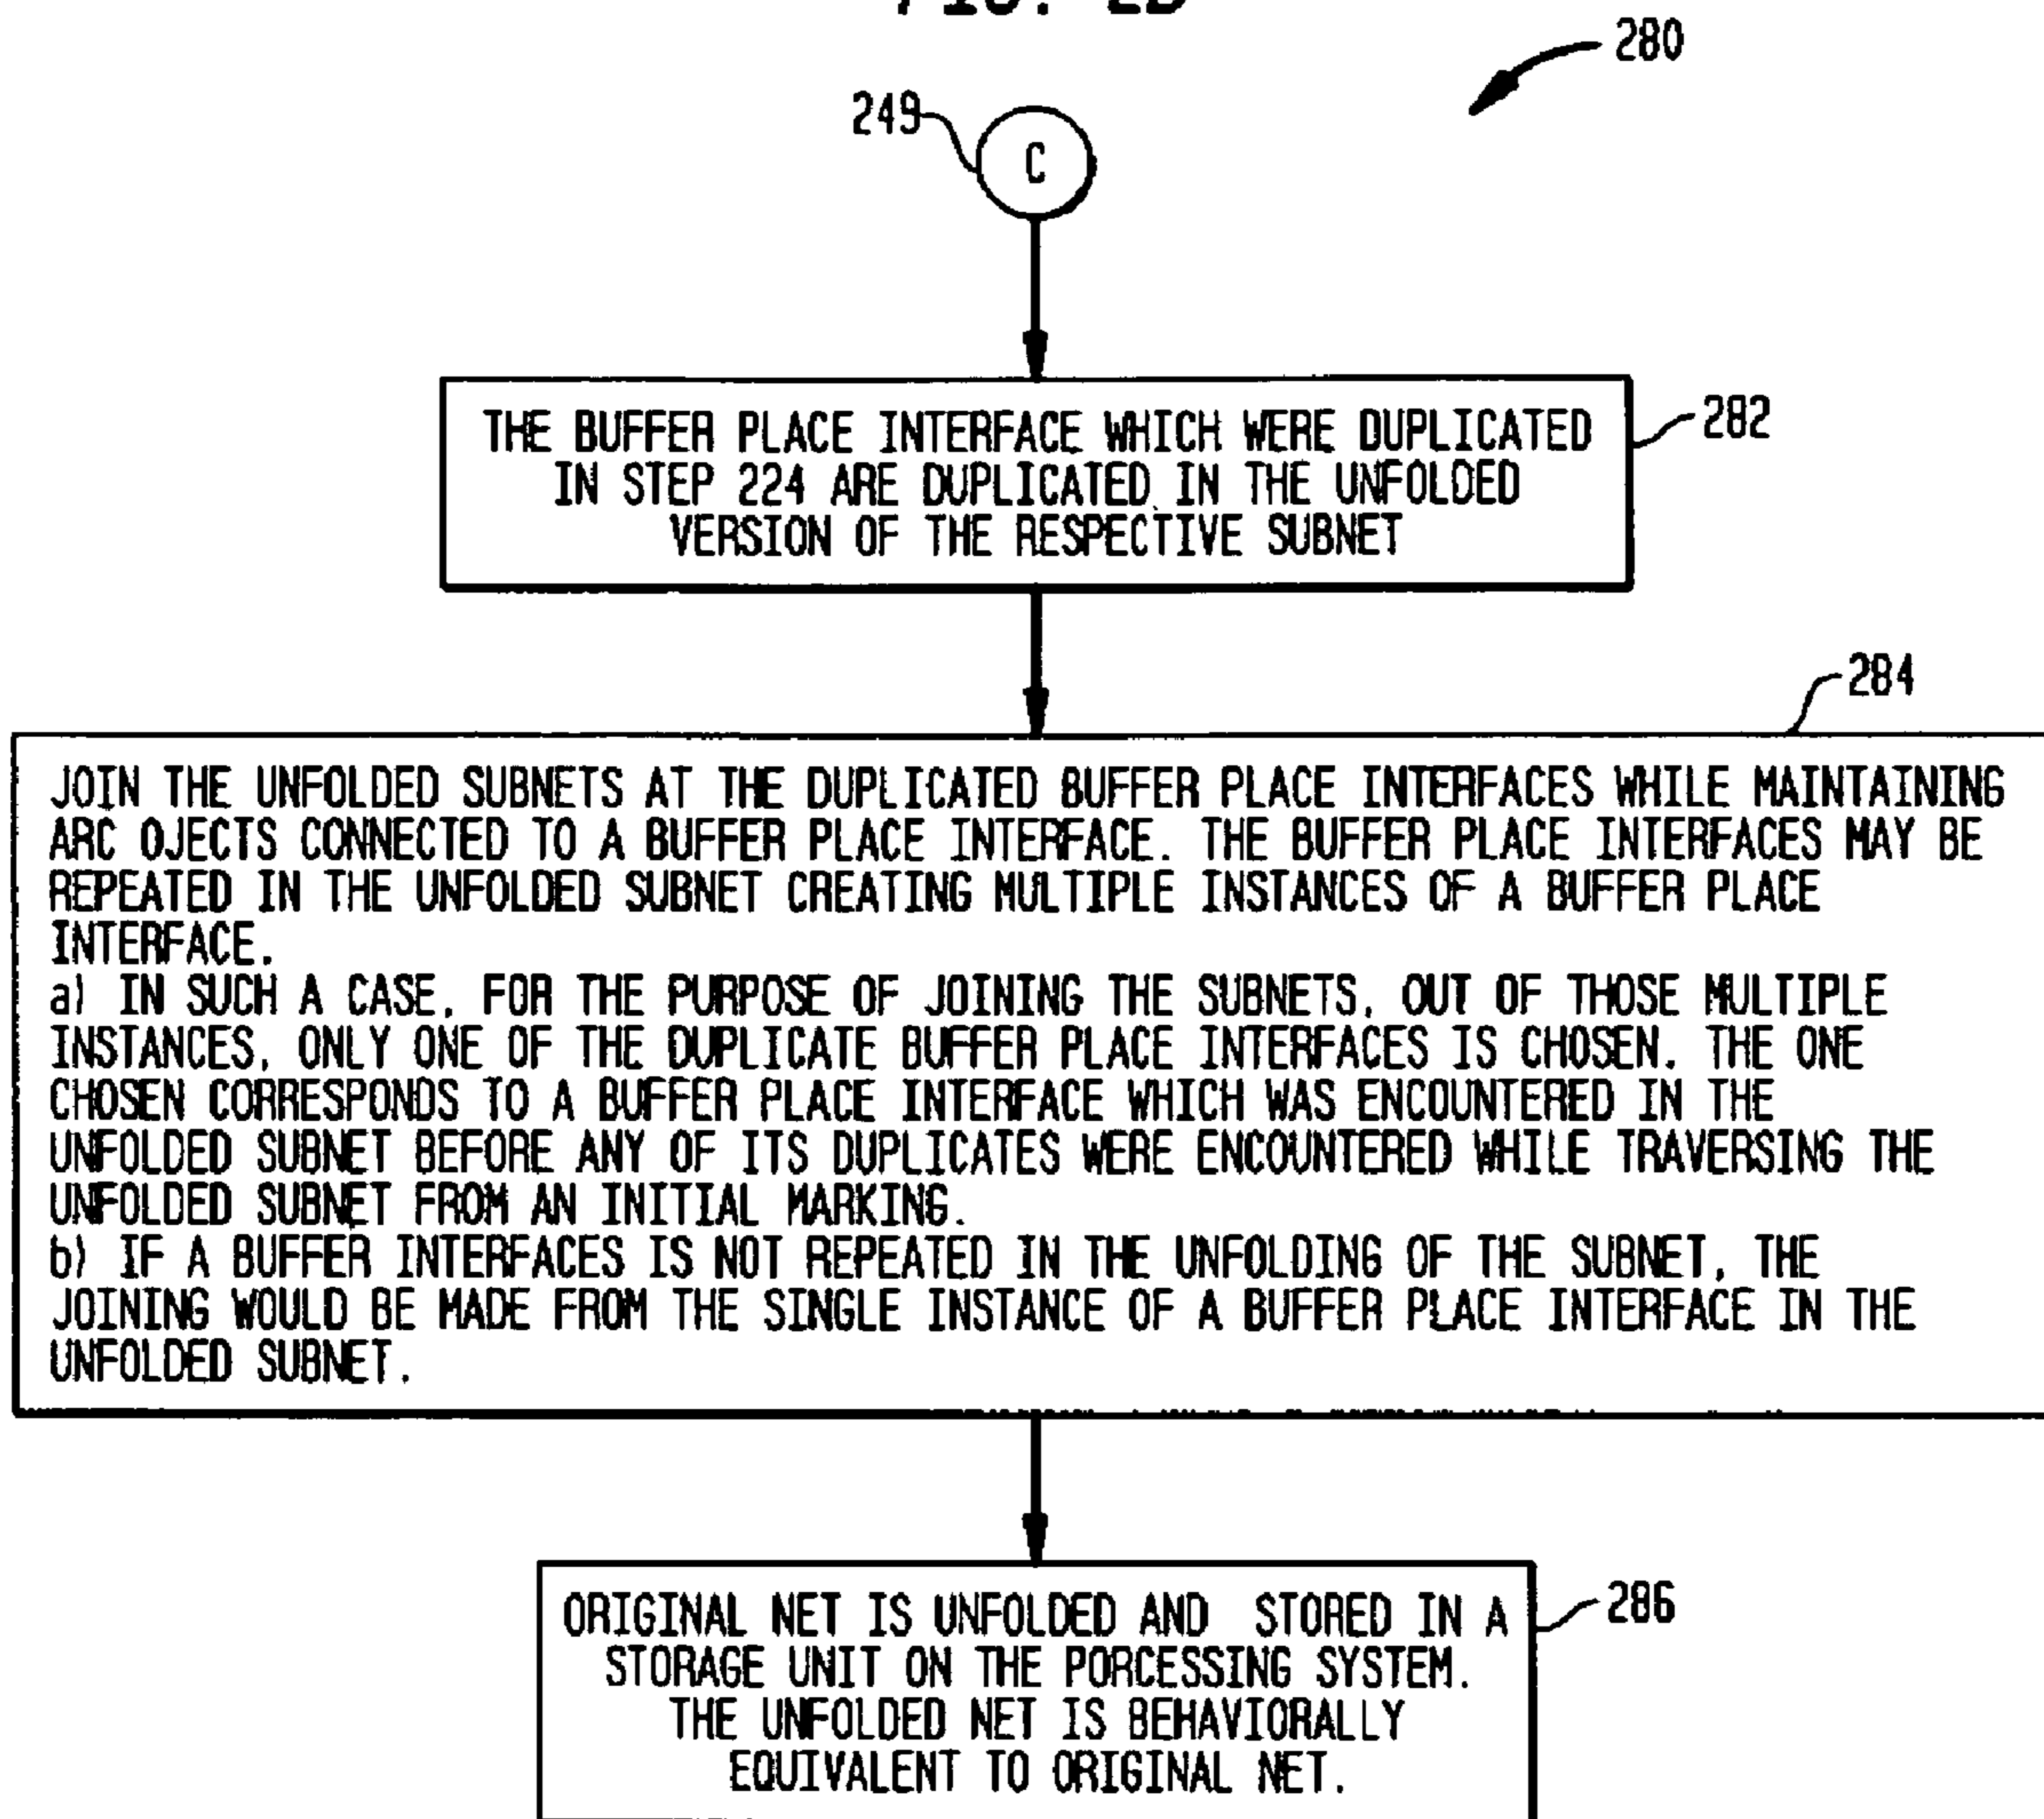 FIG. 2D
280
249
C
282
THE BUFFER PLACE INTERFACE WHICH WERE DUPLICATED
IN STEP 224 ARE DUPLICATED IN THE UNFOLDED
VERSION OF THE RESPECTIVE SUBNET
284
JOIN THE UNFOLDED SUBNETS AT THE DUPLICATED BUFFER PLACE INTERFACES WHILE MAINTAINING
ARC OJECTS CONNECTED TO A BUFFER PLACE INTERFACE. THE BUFFER PLACE INTERFACES MAY BE
REPEATED IN THE UNFOLDED SUBNET CREATING MULTIPLE INSTANCES OF A BUFFER PLACE
INTERFACE.
a) IN SUCH A CASE, FOR THE PURPOSE OF JOINING THE SUBNETS, OUT OF THOSE MULTIPLE
INSTANCES, ONLY ONE OF THE DUPLICATE BUFFER PLACE INTERFACES IS CHOSEN. THE ONE
CHOSEN CORRESPONDS TO A BUFFER PLACE INTERFACE WHICH WAS ENCOUNTERED IN THE
UNFOLDED SUBNET BEFORE ANY OF ITS DUPLICATES WERE ENCOUNTERED WHILE TRAVERSING THE
UNFOLDED SUBNET FROM AN INITIAL MARKING.
b) IF A BUFFER INTERFACES IS NOT REPEATED IN THE UNFOLDING OF THE SUBNET, THE
JOINING WOULD BE MADE FROM THE SINGLE INSTANCE OF A BUFFER PLACE INTERFACE IN THE
UNFOLDED SUBNET.
286
ORIGINAL NET IS UNFOLDED AND STORED IN A
STORAGE UNIT ON THE PORCESSING SYSTEM.
THE UNFOLDED NET IS BEHAVIORALLY
EQUIVALENT TO ORIGINAL NET.